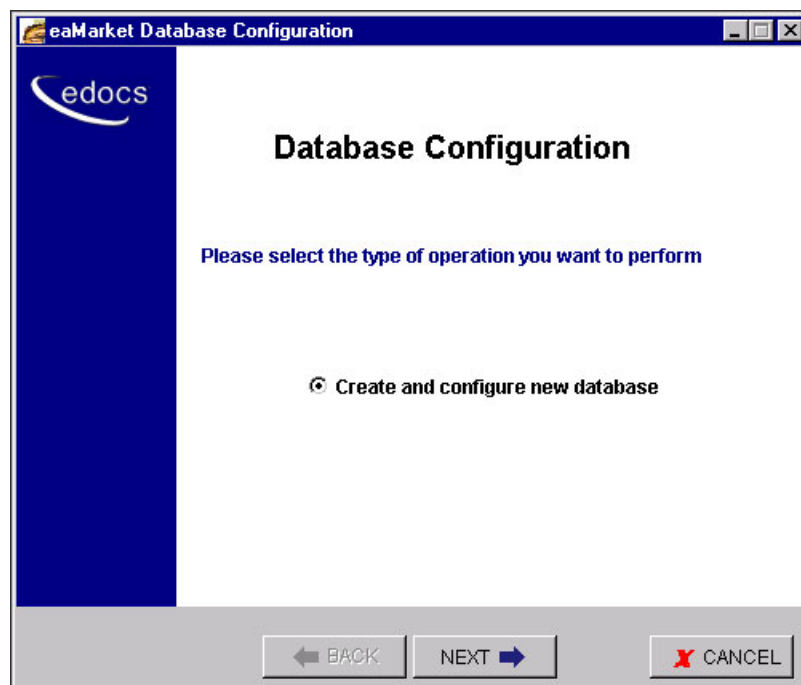 eaMarket Database Configuration
edocs
Database Configuration
Please select the type of operation you want to perform
Create and configure new database
BACK
NEXT
CANCEL